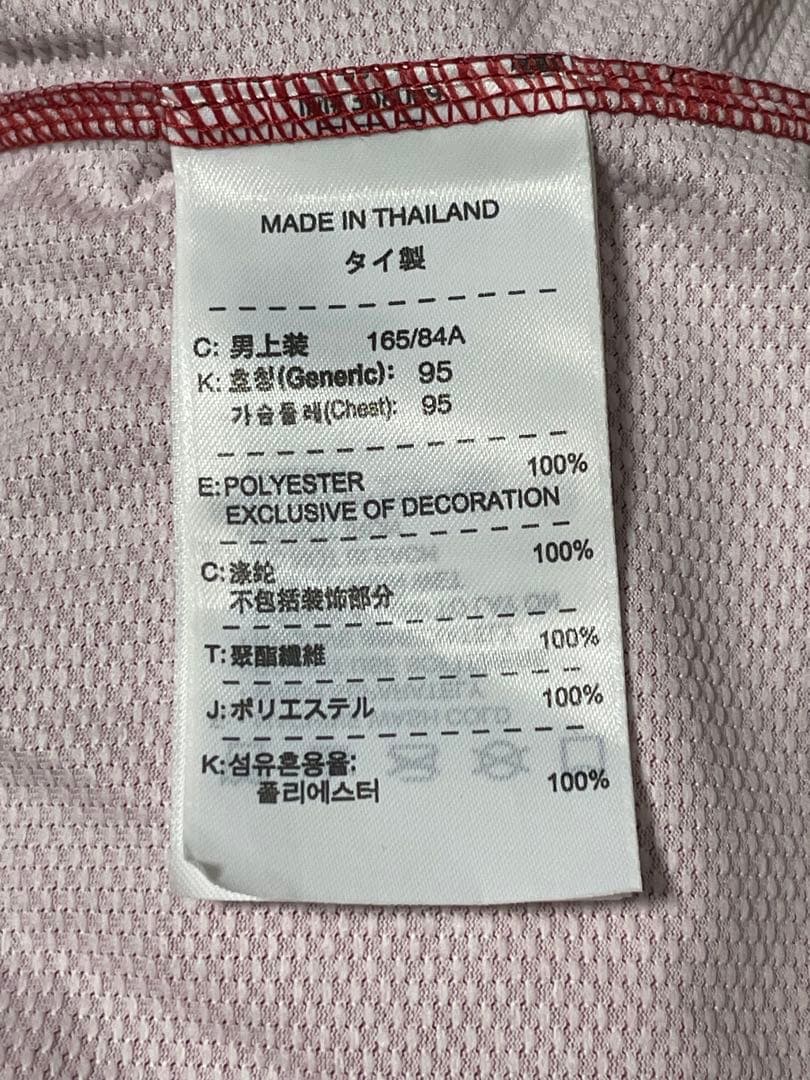 MADE IN THAILAND
タイ製
C: 男上装 165/84A
K: 호칭(Generic): 95
가슴둘레(Chest): 95
E: POLYESTER 100%
EXCLUSIVE OF DECORATION
C: 涤纶 100%
不包括装饰部分
T: 聚酯纖維 100%
J: ポリエステル 100%
K: 섬유혼용율:
폴리에스터 100%